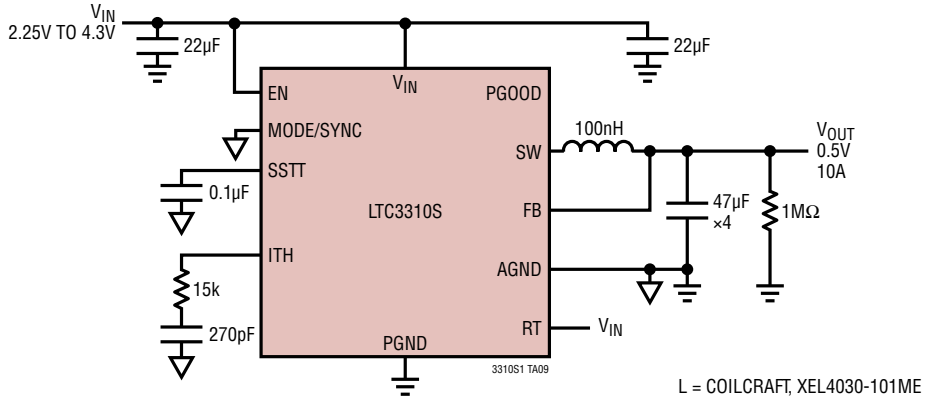 VIN
2.25V TO 4.3V
22µF
22µF
VIN
EN
PGOOD
MODE/SYNC
100nH
SW
VOUT
0.5V
10A
SSTT
0.1µF
LTC3310S
FB
47µF
×4
1MΩ
ITH
AGND
15k
270pF
RT
VIN
PGND
3310S1 TA09
L = COILCRAFT, XEL4030-101ME